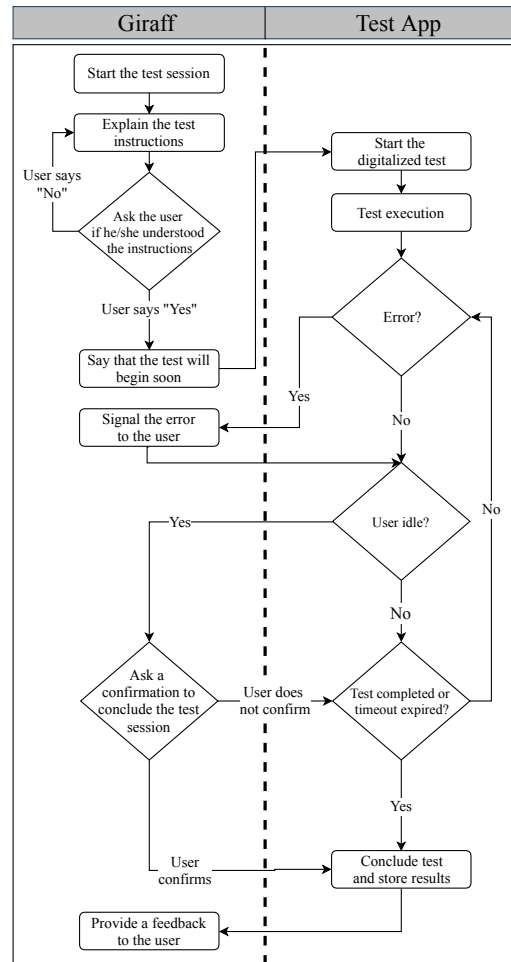 Giraff
Test App
Start the test session
Explain the test
instructions
User says
"No"
Ask the user
if he/she understood
the instructions
User says "Yes"
Say that the test will
begin soon
Start the
digitalized test
Test execution
Error?
Yes
No
Signal the error
to the user
User idle?
Yes
No
No
Ask a
confirmation to
conclude the test
session
User does
not confirm
Test completed or
timeout expired?
Yes
User
confirms
Conclude test
and store results
Provide a feedback
to the user